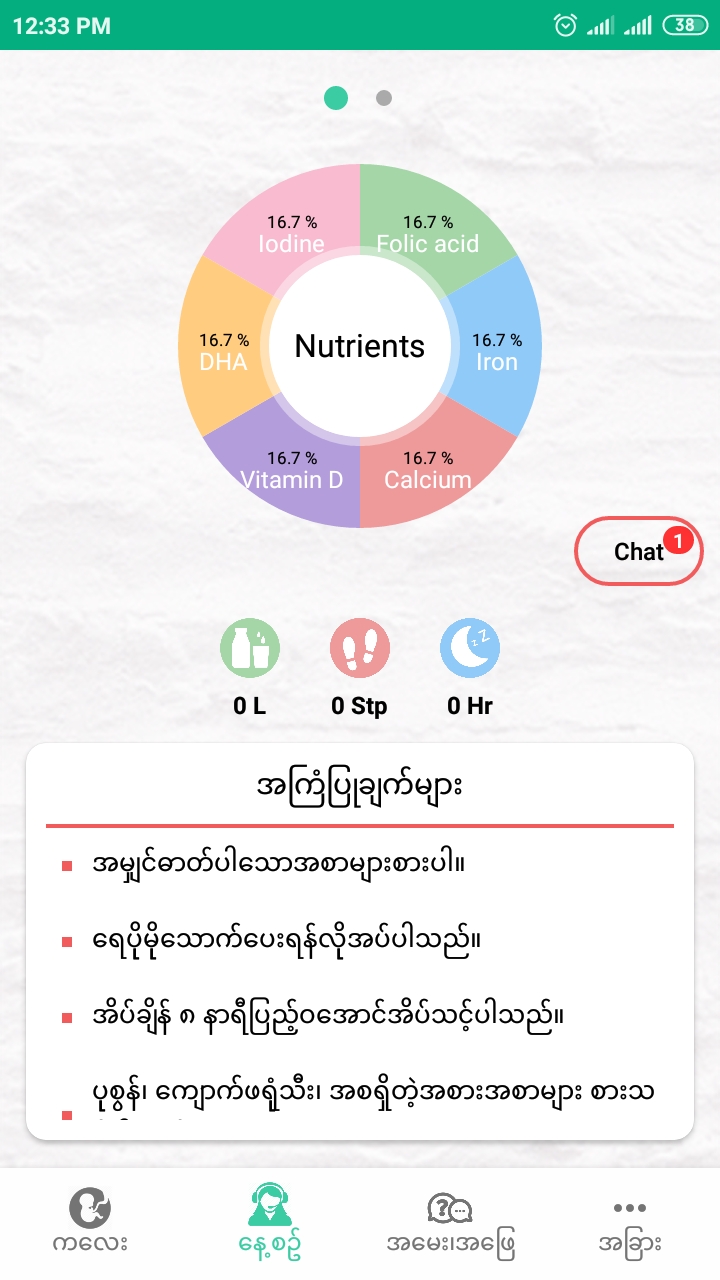 12:33 PM
38
16.7 %
Iodine
16.7 %
Folic acid
16.7 %
DHA
Nutrients
16.7 %
Iron
16.7 %
Vitamin D
16.7 %
Calcium
Chat
1
z Z
0 L
0 Stp
0 Hr
အကြံပြုချက်များ
အမျှင်ဓာတ်ပါသောအစာများစားပါ။
ရေပိုမိုသောက်ပေးရန်လိုအပ်ပါသည်။
အိပ်ချိန် ၈ နာရီပြည့်ဝအောင်အိပ်သင့်ပါသည်။
ပုစွန်၊ ကျောက်ဖရုံသီး၊ အစရှိတဲ့အစားအစာများ စားသ
ကလေး
နေ့စဉ်
အမေး၊အဖြေ
အခြား